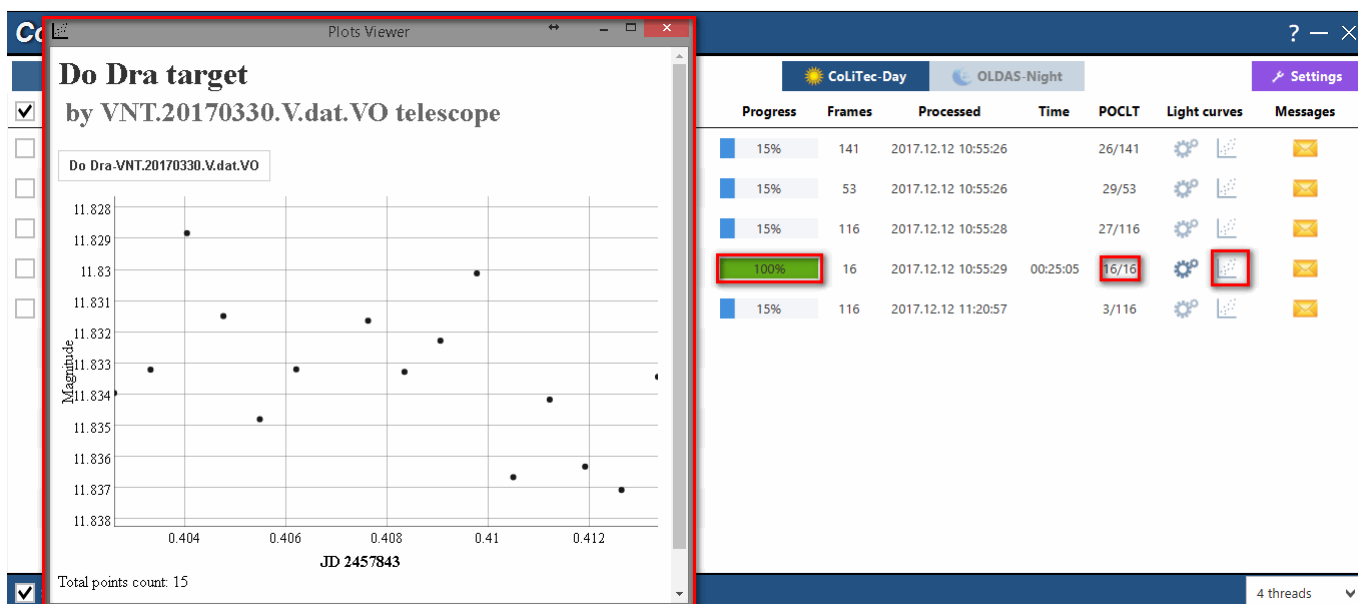 Co
Plots Viewer
? 
Do Dra target
by VNT.20170330.V.dat.VO telescope
Do Dra-VNT.20170330.V.dat.VO
11.828
11.829
11.83
11.831
11.832
11.833
11.834
11.835
11.836
11.837
11.838
Magnitude
0.404 0.406 0.408 0.41 0.412
JD 2457843
Total points count: 15
CoLiTec-Day OLDAS-Night Settings
Progress Frames Processed Time POCLT Light curves Messages
15% 141 2017.12.12 10:55:26 26/141
15% 53 2017.12.12 10:55:26 29/53
15% 116 2017.12.12 10:55:28 27/116
100% 16 2017.12.12 10:55:29 00:25:05 16/16
15% 116 2017.12.12 11:20:57 3/116
4 threads